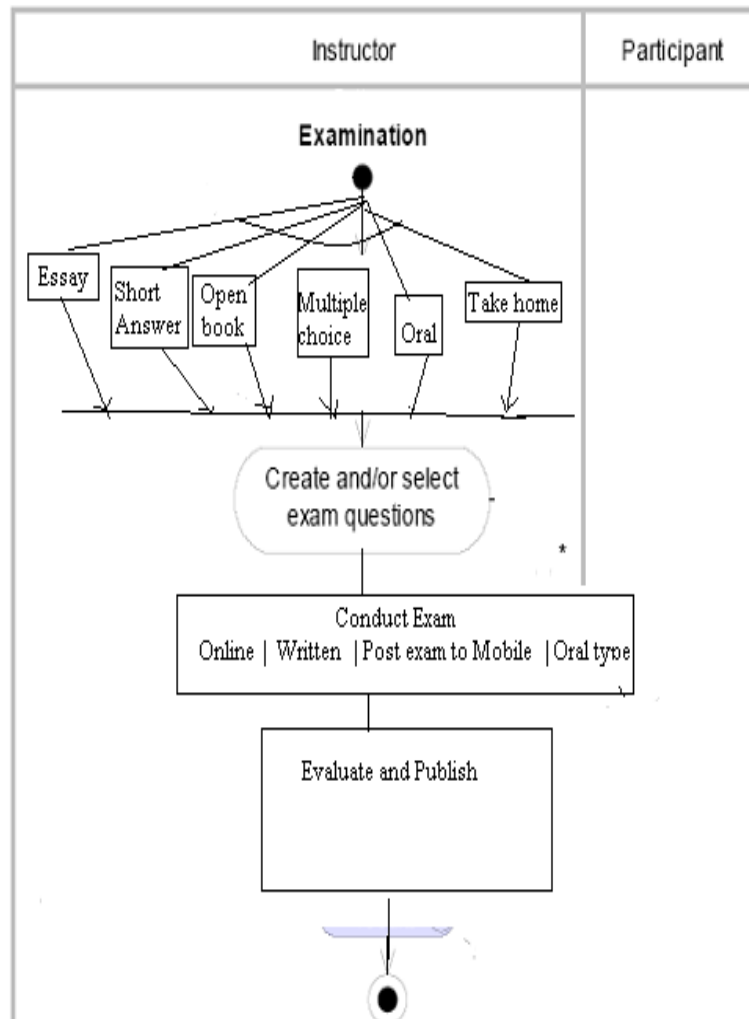 Instructor
Participant
Examination
Essay
Short
Answer
Open
book
Multiple
choice
Oral
Take home
Create and/or select
exam questions
*
Conduct Exam
Online | Written | Post exam to Mobile | Oral type
Evaluate and Publish